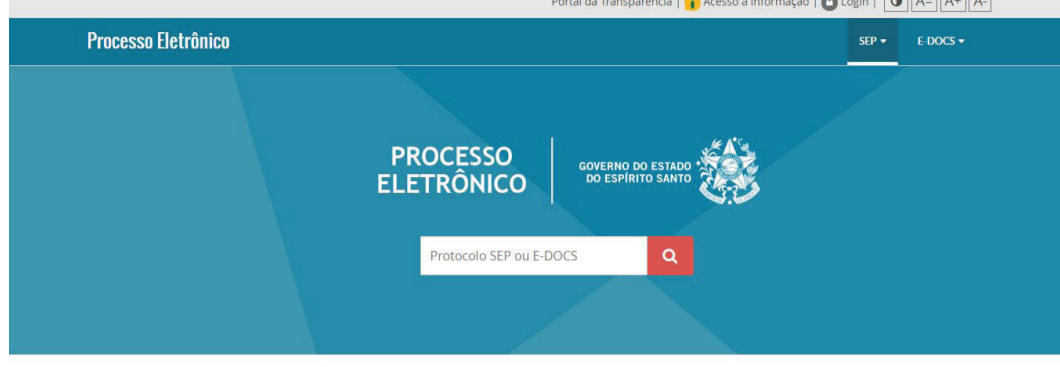 Portal da Transparência | Acesso à Informação | Login | A= A+ A-
Processo Eletrônico SEP E-DOCS
PROCESSO
ELETRÔNICO
GOVERNO DO ESTADO
DO ESPÍRITO SANTO
Protocolo SEP ou E-DOCS